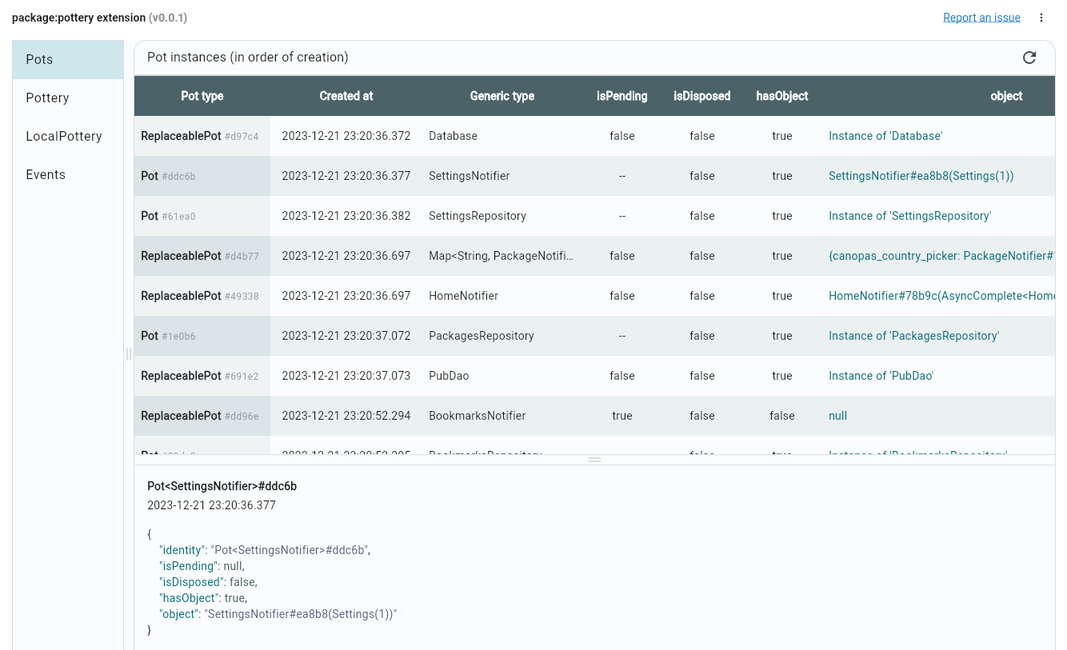 package:pottery extension (v0.0.1) Report an issue
Pots
Pottery
LocalPottery
Events
Pot instances (in order of creation)
Pot type Created at Generic type isPending isDisposed hasObject object
ReplaceablePot #d97c4 2023-12-21 23:20:36.372 Database false false true Instance of 'Database'
Pot #ddc6b 2023-12-21 23:20:36.377 SettingsNotifier -- false true SettingsNotifier#ea8b8(Settings(1))
Pot #61ea0 2023-12-21 23:20:36.382 SettingsRepository -- false true Instance of 'SettingsRepository'
ReplaceablePot #d4b77 2023-12-21 23:20:36.697 Map<String, PackageNotifi... false false true {canopas_country_picker: PackageNotifier#
ReplaceablePot #49338 2023-12-21 23:20:36.697 HomeNotifier false false true HomeNotifier#78b9c(AsyncComplete<Home
Pot #1e0b6 2023-12-21 23:20:37.072 PackagesRepository -- false true Instance of 'PackagesRepository'
ReplaceablePot #691e2 2023-12-21 23:20:37.073 PubDao false false true Instance of 'PubDao'
ReplaceablePot #dd96e 2023-12-21 23:20:52.294 BookmarksNotifier true false false null
Pot<SettingsNotifier>#ddc6b
2023-12-21 23:20:36.377
{
"identity": "Pot<SettingsNotifier>#ddc6b",
"isPending": null,
"isDisposed": false,
"hasObject": true,
"object": "SettingsNotifier#ea8b8(Settings(1))"
}